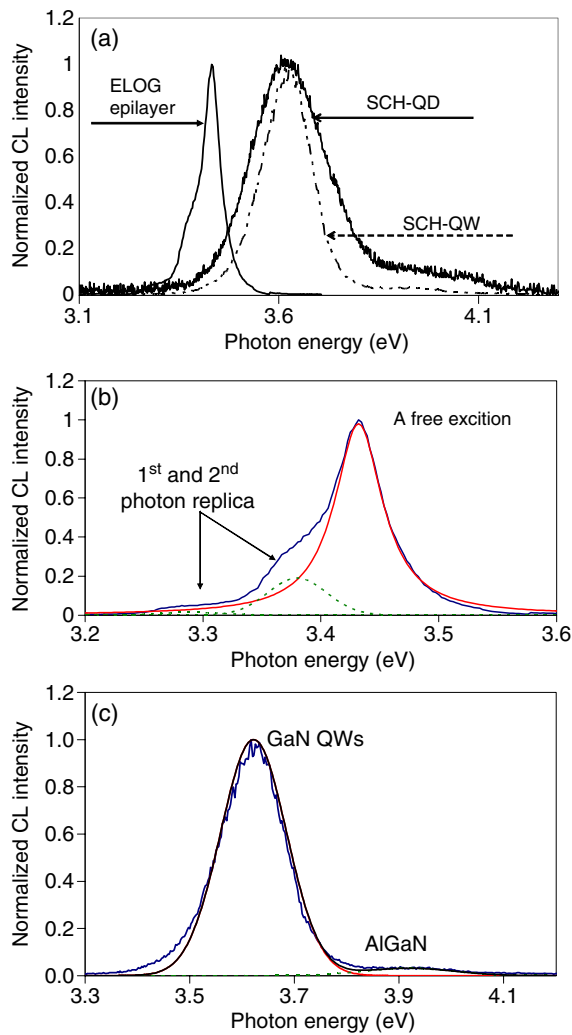 (a)
Normalized CL intensity
1.2
1
0.8
0.6
0.4
0.2
0
ELOG
epilayer
SCH-QD
SCH-QW
3.1
3.6
4.1
Photon energy (eV)
(b)
Normalized CL intensity
1.2
1
0.8
0.6
0.4
0.2
0
A free excition
1st and 2nd
photon replica
3.2
3.3
3.4
3.5
3.6
Photon energy (eV)
(c)
Normalized CL intensity
1.2
1.0
0.8
0.6
0.4
0.2
0.0
GaN QWs
AlGaN
3.3
3.5
3.7
3.9
4.1
Photon energy (eV)